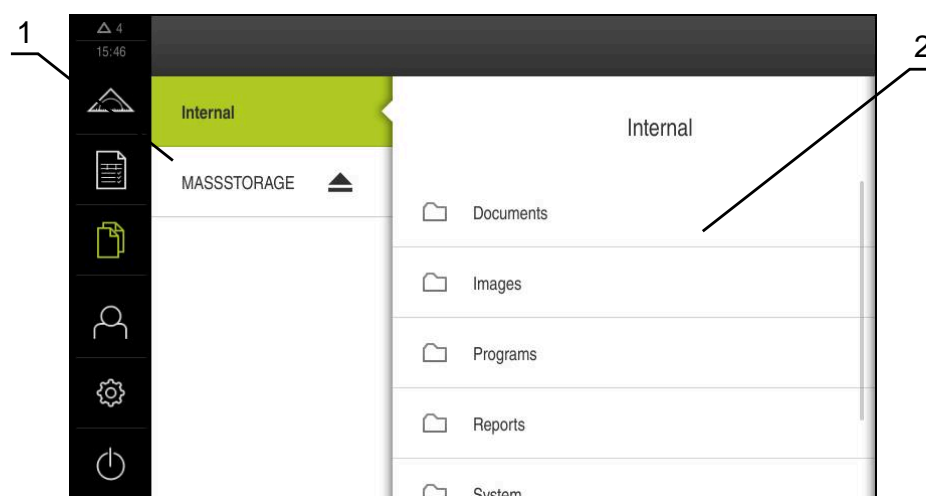 1
4
15:46
2
Internal
MASSSTORAGE
Internal
Documents
Images
Programs
Reports
System